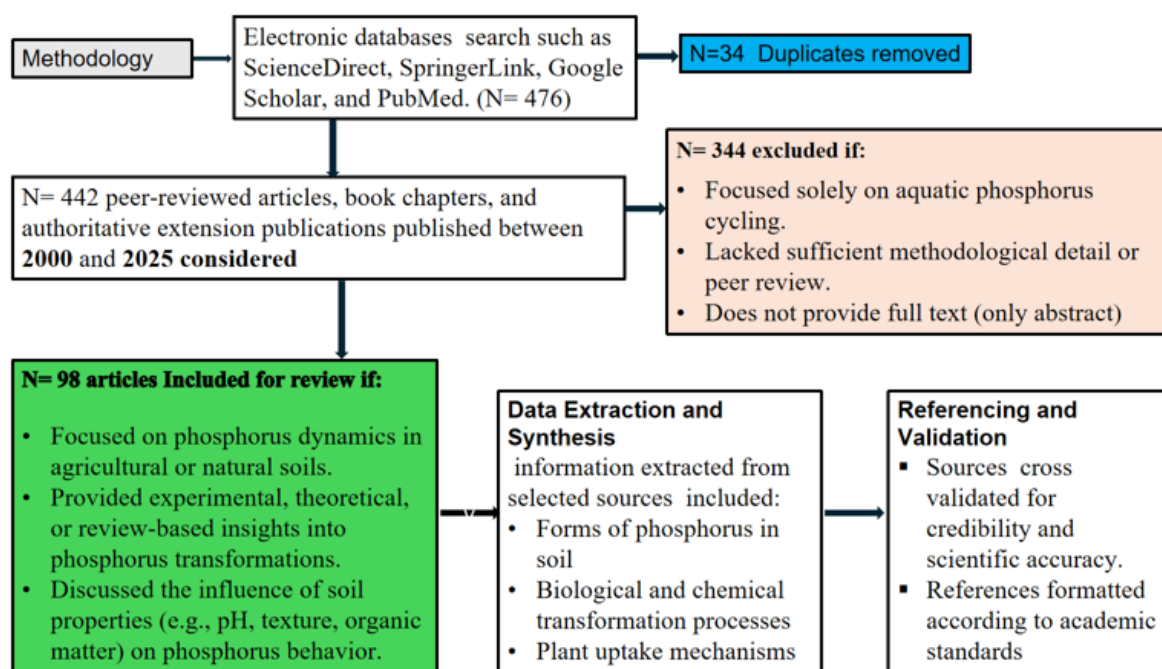 Methodology
Electronic databases search such as
ScienceDirect, SpringerLink, Google
Scholar, and PubMed. (N= 476)
N=34 Duplicates removed
N= 442 peer-reviewed articles, book chapters, and
authoritative extension publications published between
2000 and 2025 considered
N= 344 excluded if:
• Focused solely on aquatic phosphorus
cycling.
• Lacked sufficient methodological detail or
peer review.
• Does not provide full text (only abstract)
N= 98 articles Included for review if:
• Focused on phosphorus dynamics in
agricultural or natural soils.
• Provided experimental, theoretical,
or review-based insights into
phosphorus transformations.
• Discussed the influence of soil
properties (e.g., pH, texture, organic
matter) on phosphorus behavior.
Data Extraction and
Synthesis
information extracted from
selected sources included:
• Forms of phosphorus in
soil
• Biological and chemical
transformation processes
• Plant uptake mechanisms
Referencing and
Validation
▪ Sources cross
validated for
credibility and
scientific accuracy.
▪ References formatted
according to academic
standards